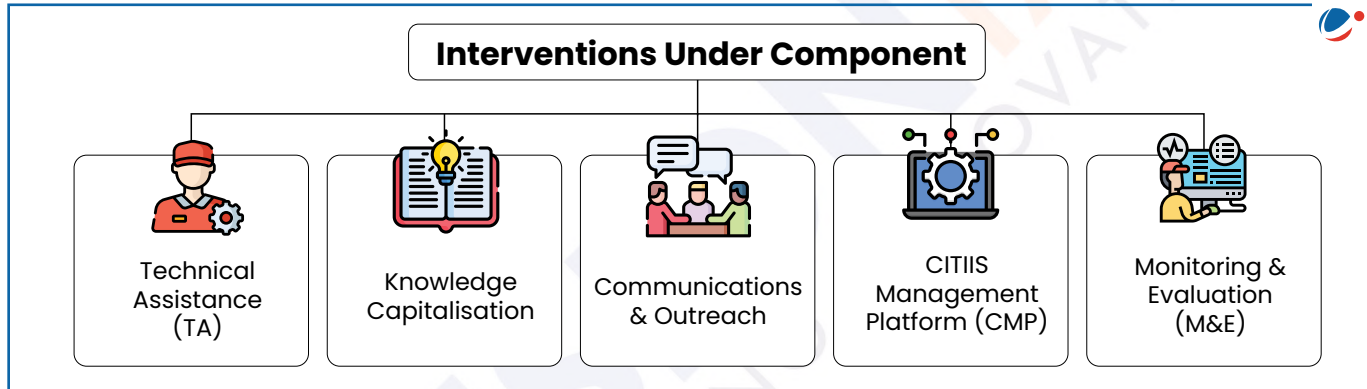 Interventions Under Component
Technical
Assistance
(TA)
Knowledge
Capitalisation
Communications
& Outreach
CITIIS
Management
Platform (CMP)
Monitoring &
Evaluation
(M&E)